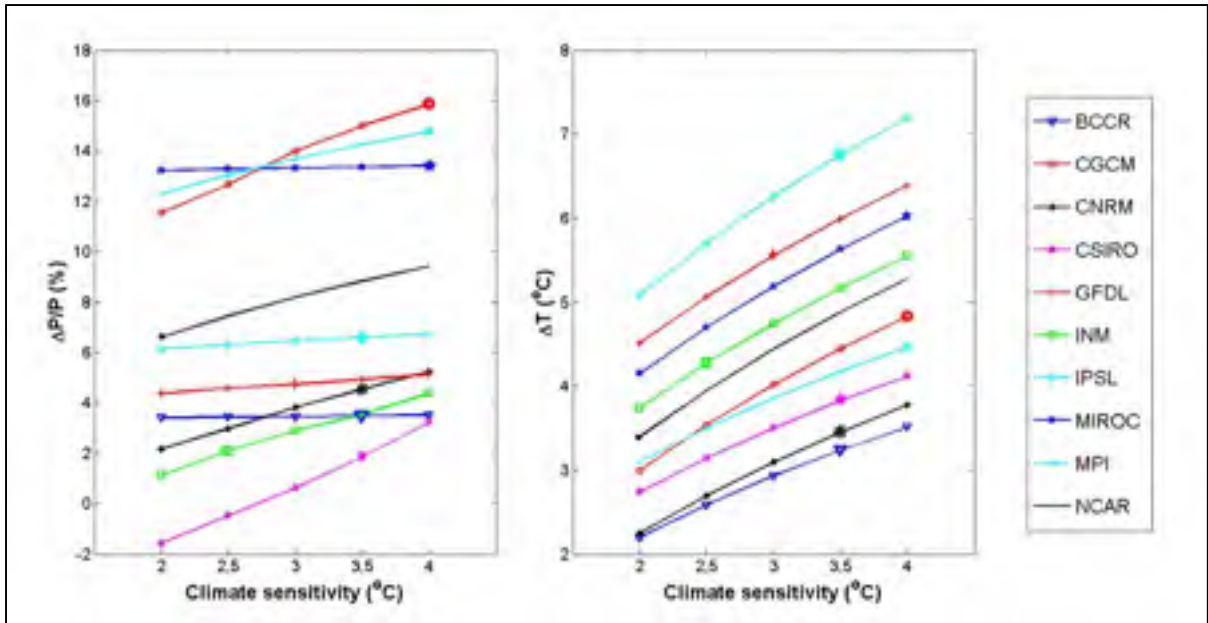 18
16
14
12
10
8
6
4
2
0
-2
ΔP/P (%)
2 2,5 3 3,5 4
Climate sensitivity (°C)
8
7
6
5
4
3
2
ΔT (°C)
2 2,5 3 3,5 4
Climate sensitivity (°C)
BCCR
CGCM
CNRM
CSIRO
GFDL
INM
IPSL
MIROC
MPI
NCAR